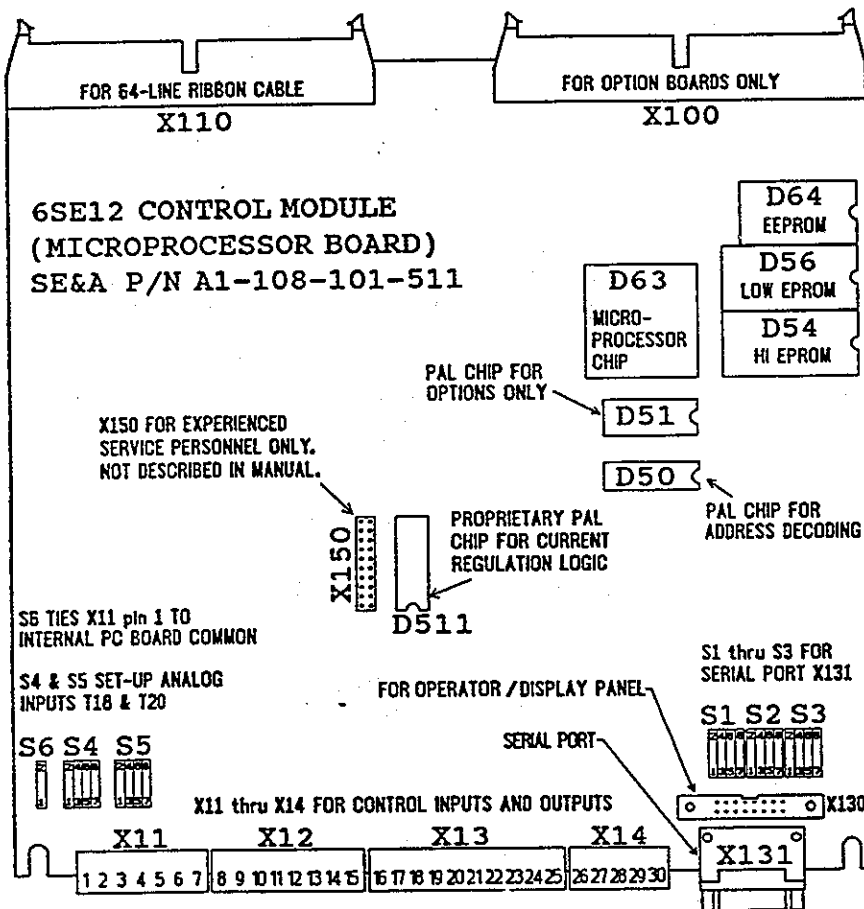 FOR 64-LINE RIBBON CABLE
X110
FOR OPTION BOARDS ONLY
X100
6SE12 CONTROL MODULE
(MICROPROCESSOR BOARD)
SE&A P/N A1-108-101-511
D64
EEPROM
D56
LOW EPROM
D54
HI EPROM
D63
MICRO-
PROCESSOR
CHIP
PAL CHIP FOR
OPTIONS ONLY
D51
D50
PAL CHIP FOR
ADDRESS DECODING
X150 FOR EXPERIENCED
SERVICE PERSONNEL ONLY.
NOT DESCRIBED IN MANUAL.
X150
PROPRIETARY PAL
CHIP FOR CURRENT
REGULATION LOGIC
D511
S6 TIES X11 pin 1 TO
INTERNAL PC BOARD COMMON
S4 & S5 SET-UP ANALOG
INPUTS T18 & T20
S6 S4 S5
FOR OPERATOR/DISPLAY PANEL
SERIAL PORT
S1 thru S3 FOR
SERIAL PORT X131
S1 S2 S3
X130
X11 thru X14 FOR CONTROL INPUTS AND OUTPUTS
X11 X12 X13 X14
X131
1 2 3 4 5 6 7 8 9 10 11 12 13 14 15 16 17 18 19 20 21 22 23 24 25 26 27 28 29 30